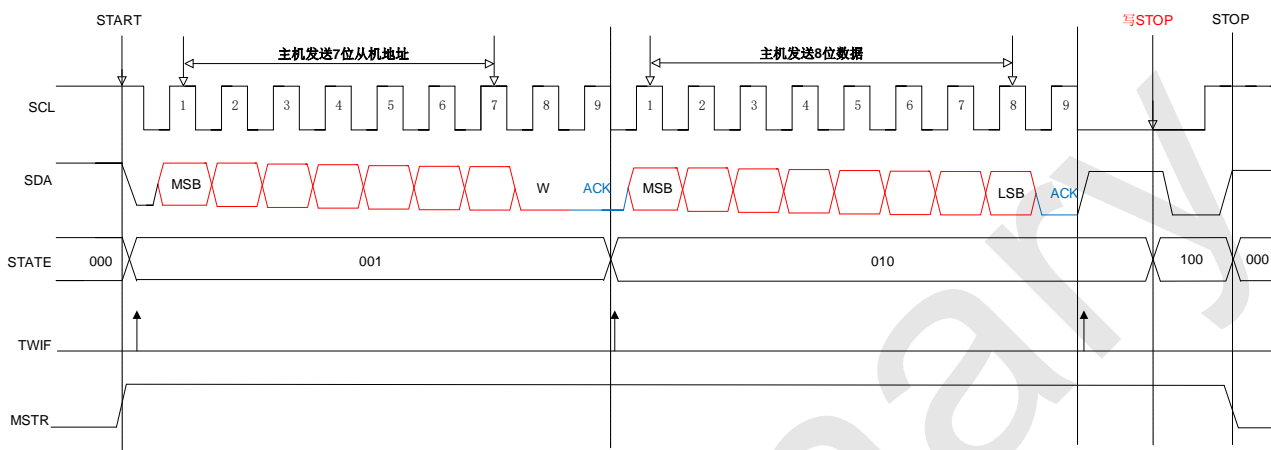 START
写STOP
STOP
主机发送7位从机地址
主机发送8位数据
SCL
1 2 3 4 5 6 7 8 9 1 2 3 4 5 6 7 8 9
SDA
MSB W ACK MSB LSB ACK
STATE
000 001 010 100 000
TWIF
MSTR
nary